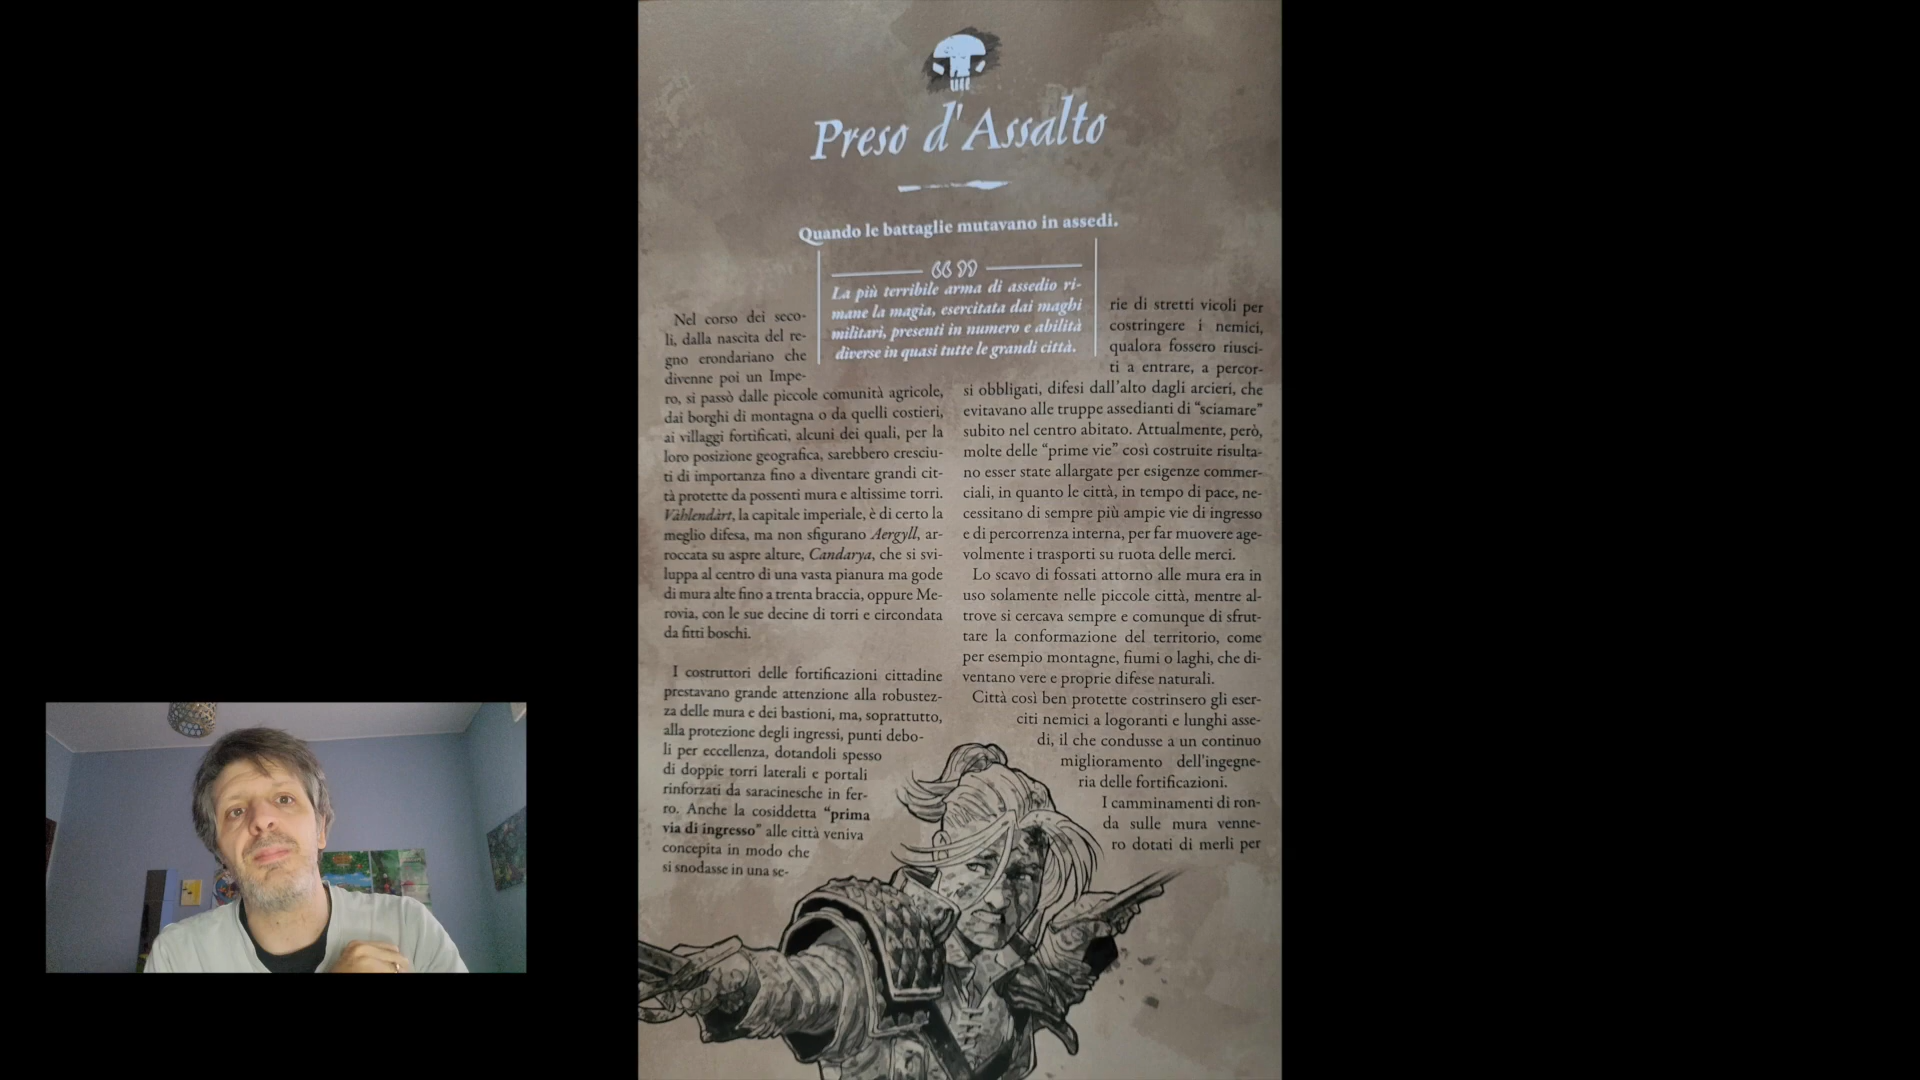 Preso d'Assalto
Quando le battaglie mutavano in assedi.
La più terribile arma di assedio ri-
mane la magia, esercitata dai maghi
militari, presenti in numero e abilità
diverse in quasi tutte le grandi città.
Nel corso dei seco-
li, dalla nascita del re-
gno erondariano che
divenne poi un Impe-
ro, si passò dalle piccole comunità agricole,
dai borghi di montagna o da quelli costieri,
ai villaggi fortificati, alcuni dei quali, per la
loro posizione geografica, sarebbero cresciu-
ti di importanza fino a diventare grandi cit-
tà protette da possenti mura e altissime torri.
Vàhlendàrt, la capitale imperiale, è di certo la
meglio difesa, ma non sfigurano Aergyll, ar-
roccata su aspre alture, Candarya, che si svi-
luppa al centro di una vasta pianura ma gode
di mura alte fino a trenta braccia, oppure Me-
rovia, con le sue decine di torri e circondata
da fitti boschi.
I costruttori delle fortificazioni cittadine
prestavano grande attenzione alla robustez-
za delle mura e dei bastioni, ma, soprattutto,
alla protezione degli ingressi, punti debo-
li per eccellenza, dotandoli spesso
di doppie torri laterali e portali
rinforzati da saracinesche in fer-
ro. Anche la cosiddetta “prima
via di ingresso” alle città veniva
concepita in modo che
si snodasse in una se-
rie di stretti vicoli per
costringere i nemici,
qualora fossero riusci-
ti a entrare, a percor-
si obbligati, difesi dall'alto dagli arcieri, che
evitavano alle truppe assedianti di “sciamare”
subito nel centro abitato. Attualmente, però,
molte delle “prime vie” così costruite risulta-
no esser state allargate per esigenze commer-
ciali, in quanto le città, in tempo di pace, ne-
cessitano di sempre più ampie vie di ingresso
e di percorrenza interna, per far muovere age-
volmente i trasporti su ruota delle merci.
Lo scavo di fossati attorno alle mura era in
uso solamente nelle piccole città, mentre al-
trove si cercava sempre e comunque di sfrut-
tare la conformazione del territorio, come
per esempio montagne, fiumi o laghi, che di-
ventano vere e proprie difese naturali.
Città così ben protette costrinsero gli eser-
citi nemici a logoranti e lunghi asse-
di, il che condusse a un continuo
miglioramento dell'ingegne-
ria delle fortificazioni.
I camminamenti di ron-
da sulle mura venne-
ro dotati di merli per